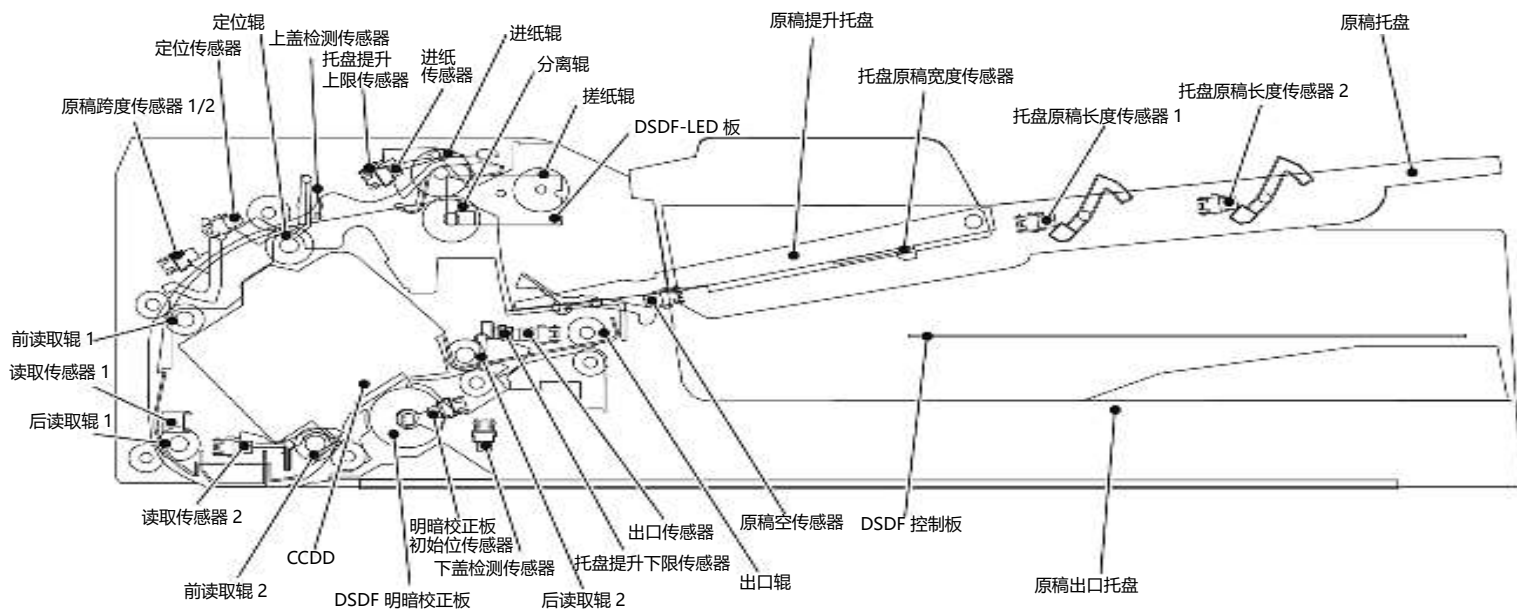 定位辊
定位传感器
上盖检测传感器
托盘提升
上限传感器
进纸
传感器
进纸辊
分离辊
搓纸辊
DSDF-LED 板
原稿提升托盘
托盘原稿宽度传感器
托盘原稿长度传感器 1
托盘原稿长度传感器 2
原稿托盘
原稿跨度传感器 1/2
前读取辊 1
读取传感器 1
后读取辊 1
读取传感器 2
前读取辊 2
CCDD
DSDF 明暗校正板
明暗校正板
初始位传感器
下盖检测传感器
后读取辊 2
托盘提升下限传感器
出口传感器
出口辊
原稿空传感器
DSDF 控制板
原稿出口托盘